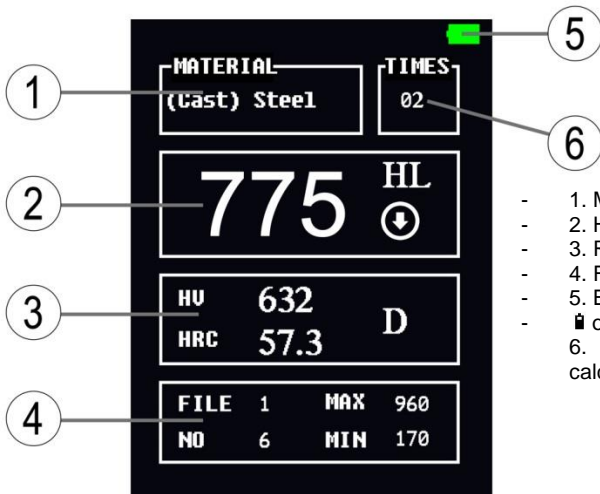 5
MATERIAL
TIMES
1
(Cast) Steel
02
6
2
775
HL
- 1. M
- 2. H
- 3. F
- 4. F
- 5. E
-
6.
calc
3
HV 632
HRC 57.3
D
4
FILE 1 MAX 960
NO 6 MIN 170